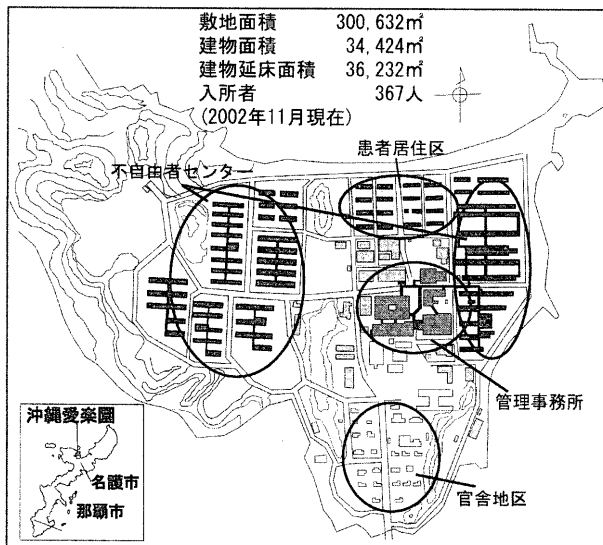 敷地面積 300,632㎡
建物面積 34,424㎡
建物延床面積 36,232㎡
入所者 367人
(2002年11月現在)
患者居住区
不自由者センター
管理事務所
官舎地区
沖縄愛楽園
名護市
那覇市